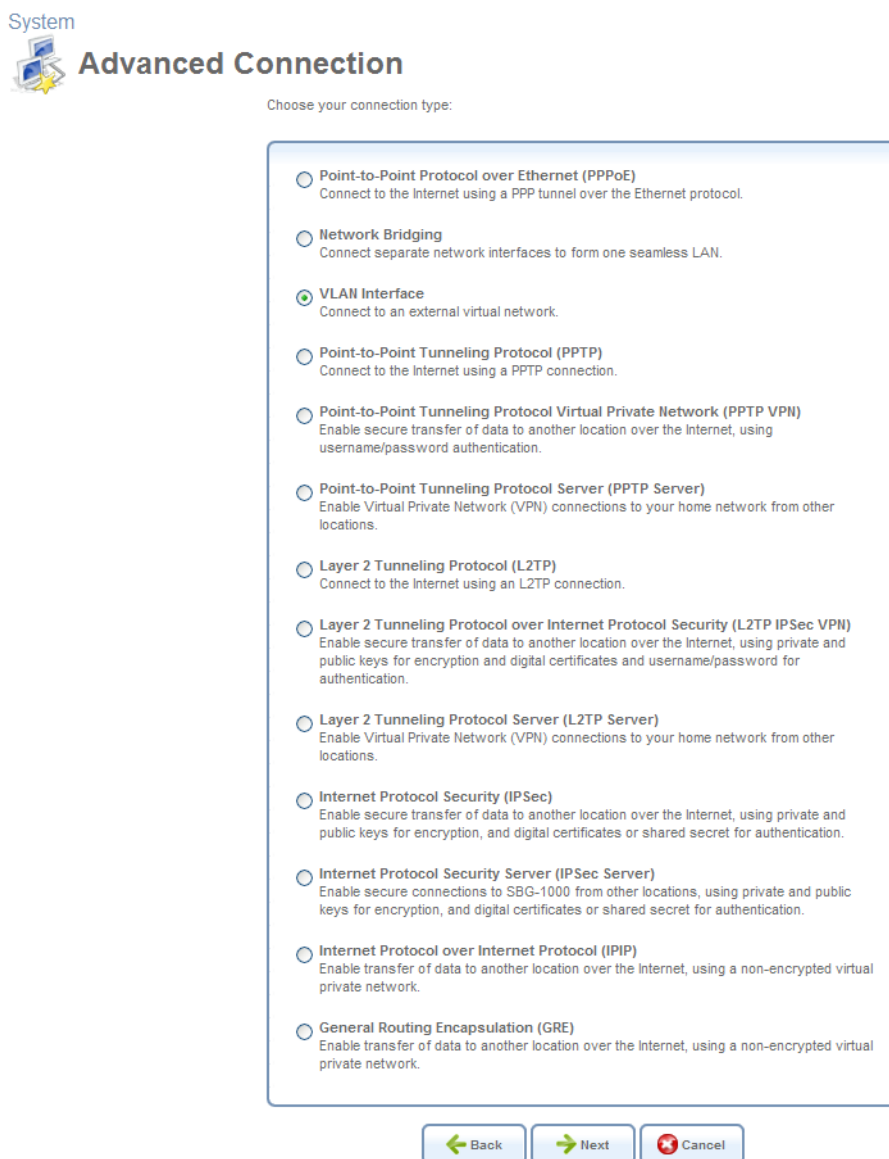 System
Advanced Connection
Choose your connection type:
Point-to-Point Protocol over Ethernet (PPPoE)
Connect to the Internet using a PPP tunnel over the Ethernet protocol.
Network Bridging
Connect separate network interfaces to form one seamless LAN.
VLAN Interface
Connect to an external virtual network.
Point-to-Point Tunneling Protocol (PPTP)
Connect to the Internet using a PPTP connection.
Point-to-Point Tunneling Protocol Virtual Private Network (PPTP VPN)
Enable secure transfer of data to another location over the Internet, using
username/password authentication.
Point-to-Point Tunneling Protocol Server (PPTP Server)
Enable Virtual Private Network (VPN) connections to your home network from other
locations.
Layer 2 Tunneling Protocol (L2TP)
Connect to the Internet using an L2TP connection.
Layer 2 Tunneling Protocol over Internet Protocol Security (L2TP IPSec VPN)
Enable secure transfer of data to another location over the Internet, using private and
public keys for encryption and digital certificates and username/password for
authentication.
Layer 2 Tunneling Protocol Server (L2TP Server)
Enable Virtual Private Network (VPN) connections to your home network from other
locations.
Internet Protocol Security (IPSec)
Enable secure transfer of data to another location over the Internet, using private and
public keys for encryption, and digital certificates or shared secret for authentication.
Internet Protocol Security Server (IPSec Server)
Enable secure connections to SBG-1000 from other locations, using private and public
keys for encryption, and digital certificates or shared secret for authentication.
Internet Protocol over Internet Protocol (IPIP)
Enable transfer of data to another location over the Internet, using a non-encrypted virtual
private network.
General Routing Encapsulation (GRE)
Enable transfer of data to another location over the Internet, using a non-encrypted virtual
private network.
Back
Next
Cancel